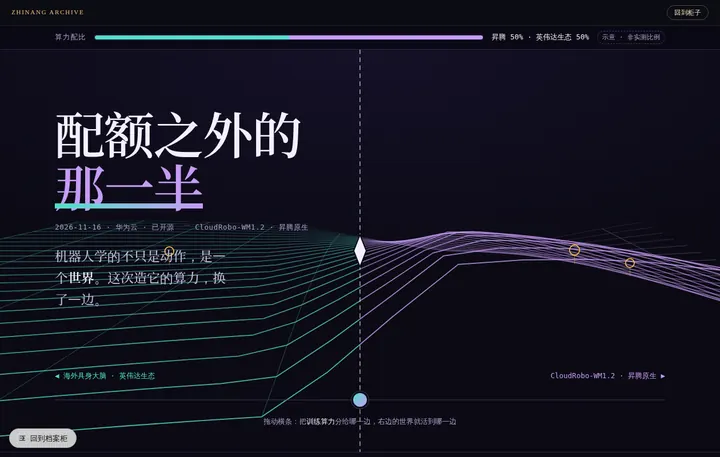 ZHINANG ARCHIVE
回到柜子
算力配比
昇腾 50% · 英伟达生态 50%
示意 · 非实测比例
配额之外的
那一半
2026-11-16 · 华为云 · 已开源
CloudRobo-WM1.2 · 昇腾原生
机器人学的不只是动作，是一
个世界。这次造它的算力，换
了一边。
◀ 海外具身大脑 · 英伟达生态
CloudRobo-WM1.2 · 昇腾原生 ▶
拖动横条：把训练算力分给哪一边，右边的世界就活到哪一边
回到档案柜